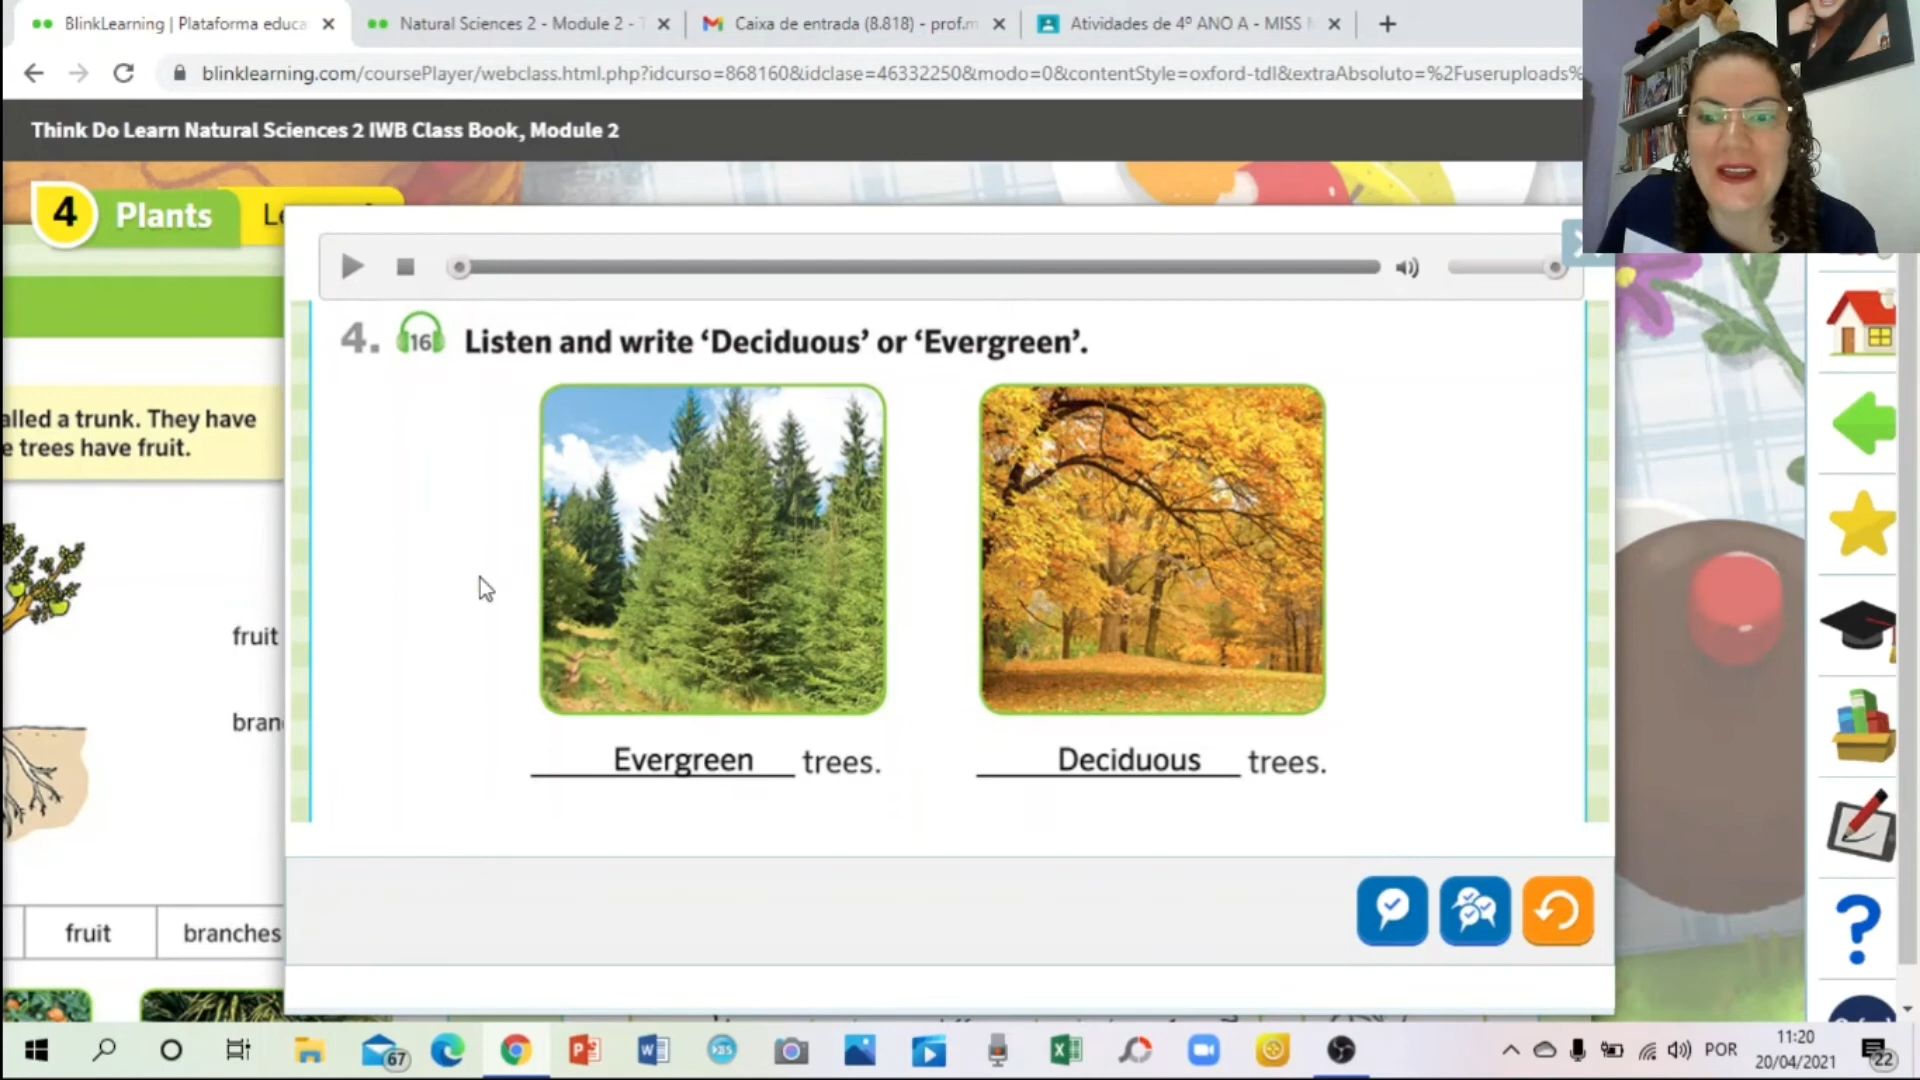 BlinkLearning | Plataforma educa
Natural Sciences 2 - Module 2 -
Caixa de entrada (8.818) - prof.m
Atividades de 4º ANO A - MISS
blinklearning.com/coursePlayer/webclass.html.php?idcurso=868160&idclase=46332250&modo=0&contentStyle=oxford-tdl&extraAbsoluto=%2Fuseruploads%
Think Do Learn Natural Sciences 2 IWB Class Book, Module 2
4 Plants
4. 16 Listen and write ‘Deciduous’ or ‘Evergreen’.
alled a trunk. They have
e trees have fruit.
fruit
bran
Evergreen trees.
Deciduous trees.
fruit
branches
67
POR
11:20
20/04/2021
22